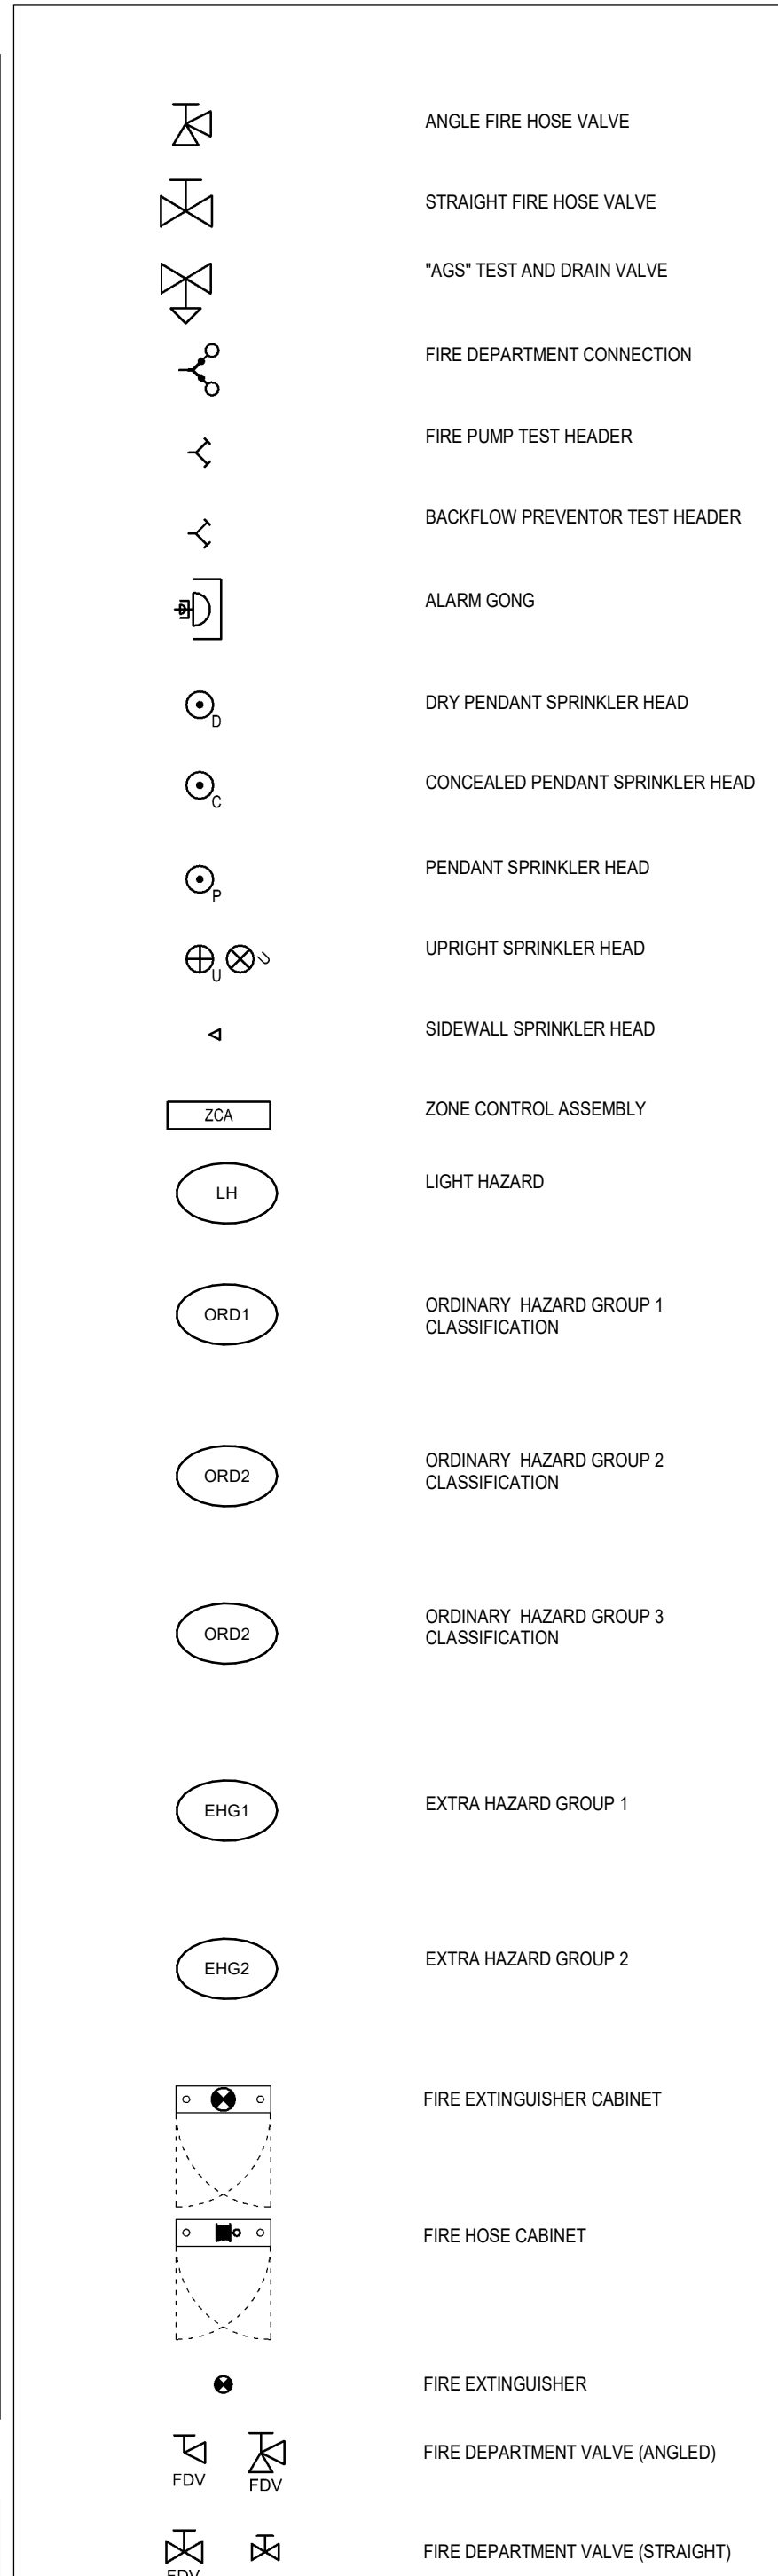 ANGLE FIRE HOSE VALVE
STRAIGHT FIRE HOSE VALVE
"AGS" TEST AND DRAIN VALVE
FIRE DEPARTMENT CONNECTION
FIRE PUMP TEST HEADER
BACKFLOW PREVENTOR TEST HEADER
ALARM GONG
D DRY PENDANT SPRINKLER HEAD
C CONCEALED PENDANT SPRINKLER HEAD
P PENDANT SPRINKLER HEAD
U U UPRIGHT SPRINKLER HEAD
SIDEWALL SPRINKLER HEAD
ZCA ZONE CONTROL ASSEMBLY
LH LIGHT HAZARD
ORD1 ORDINARY HAZARD GROUP 1
CLASSIFICATION
ORD2 ORDINARY HAZARD GROUP 2
CLASSIFICATION
ORD2 ORDINARY HAZARD GROUP 3
CLASSIFICATION
EHG1 EXTRA HAZARD GROUP 1
EHG2 EXTRA HAZARD GROUP 2
FIRE EXTINGUISHER CABINET
FIRE HOSE CABINET
FIRE EXTINGUISHER
FIRE DEPARTMENT VALVE (ANGLED)
FDV FDV
FIRE DEPARTMENT VALVE (STRAIGHT)
FDV